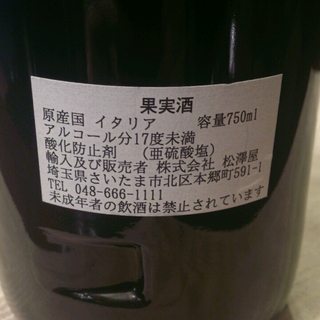 果実酒
原産国 イタリア 容量750ml
アルコール分17度未満
酸化防止剤 (亜硫酸塩)
輸入及び販売者 株式会社 松澤屋
埼玉県さいたま市北区本郷町591-1
TEL 048-666-1111
未成年者の飲酒は禁止されています